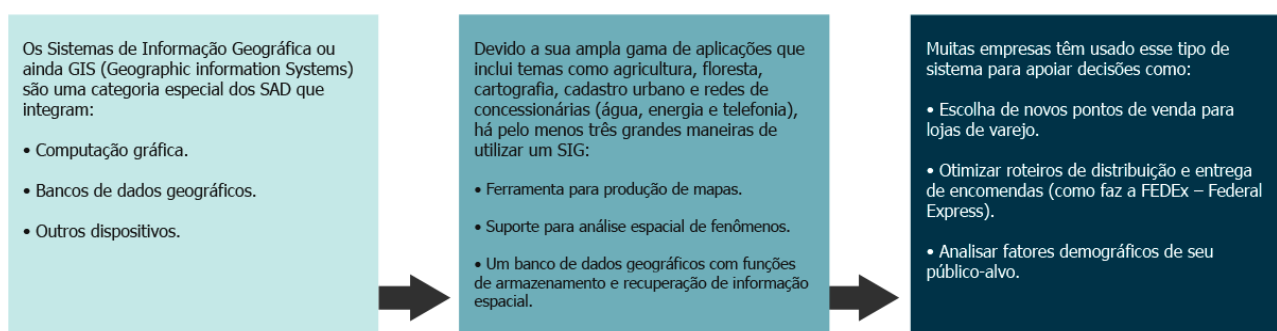 Os Sistemas de Informação Geográfica ou
ainda GIS (Geographic information Systems)
são uma categoria especial dos SAD que
integram:
• Computação gráfica.
• Bancos de dados geográficos.
• Outros dispositivos.
Devido a sua ampla gama de aplicações que
inclui temas como agricultura, floresta,
cartografia, cadastro urbano e redes de
concessionárias (água, energia e telefonia),
há pelo menos três grandes maneiras de
utilizar um SIG:
• Ferramenta para produção de mapas.
• Suporte para análise espacial de fenômenos.
• Um banco de dados geográficos com funções
de armazenamento e recuperação de informação
espacial.
Muitas empresas têm usado esse tipo de
sistema para apoiar decisões como:
• Escolha de novos pontos de venda para
lojas de varejo.
• Otimizar roteiros de distribuição e entrega
de encomendas (como faz a FEDEx – Federal
Express).
• Analisar fatores demográficos de seu
público-alvo.